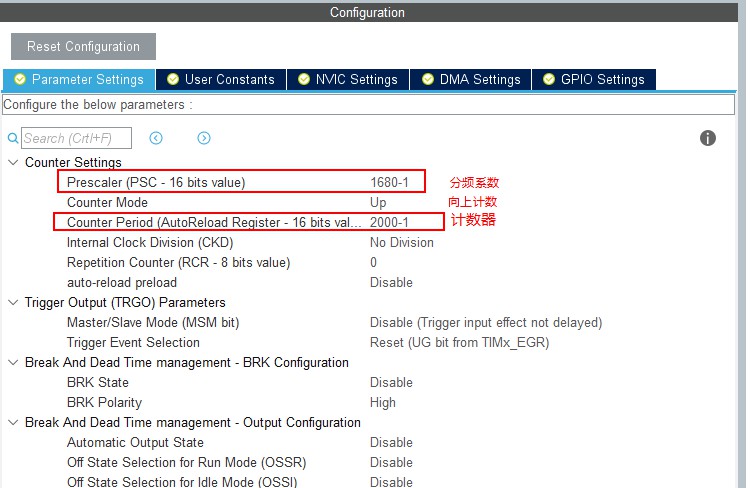 Configuration
Reset Configuration
Parameter Settings User Constants NVIC Settings DMA Settings GPIO Settings
Configure the below parameters :
Search (CrtI+F)
Counter Settings
Prescaler (PSC - 16 bits value) 1680-1 分频系数
Counter Mode Up 向上计数
Counter Period (AutoReload Register - 16 bits val... 2000-1 计数器
Internal Clock Division (CKD) No Division
Repetition Counter (RCR - 8 bits value) 0
auto-reload preload Disable
Trigger Output (TRGO) Parameters
Master/Slave Mode (MSM bit) Disable (Trigger input effect not delayed)
Trigger Event Selection Reset (UG bit from TIMx_EGR)
Break And Dead Time management - BRK Configuration
BRK State Disable
BRK Polarity High
Break And Dead Time management - Output Configuration
Automatic Output State Disable
Off State Selection for Run Mode (OSSR) Disable
Off State Selection for Idle Mode (OSSI) Disable